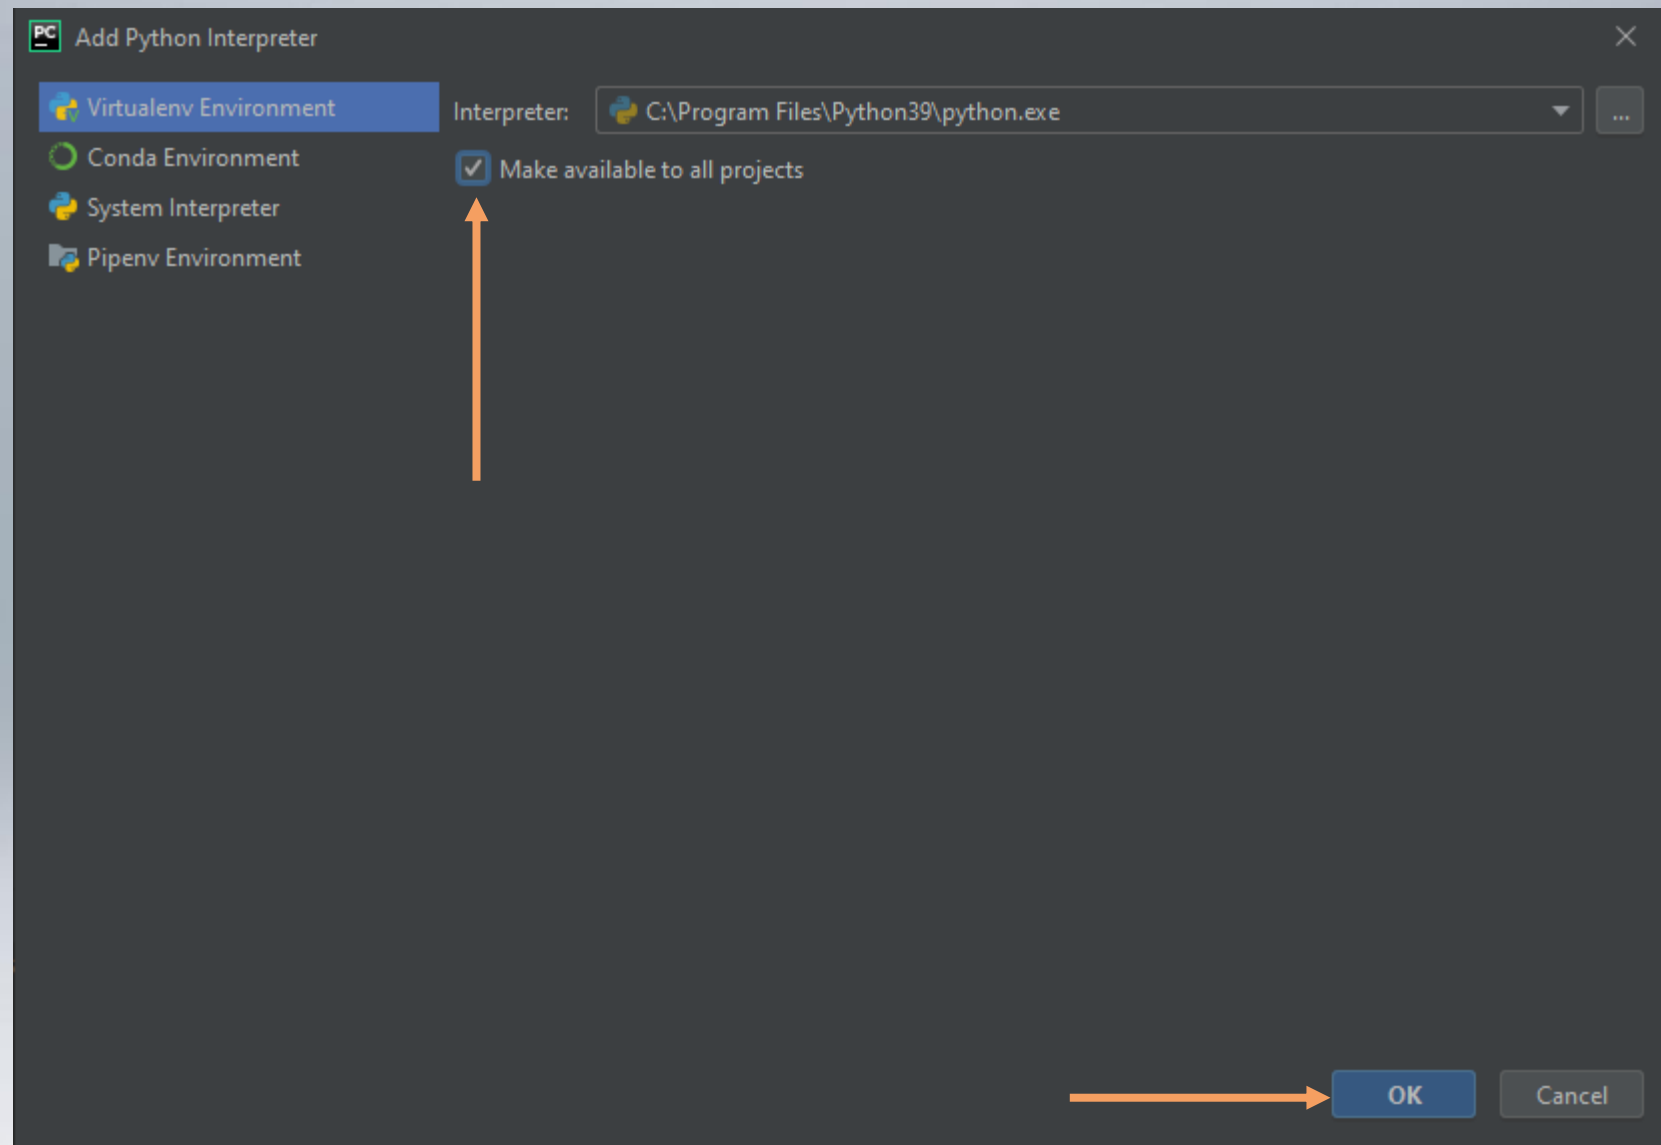 PC Add Python Interpreter
Virtualenv Environment
Conda Environment
System Interpreter
Pipenv Environment
Interpreter: C:\Program Files\Python39\python.exe ...
Make available to all projects
OK Cancel